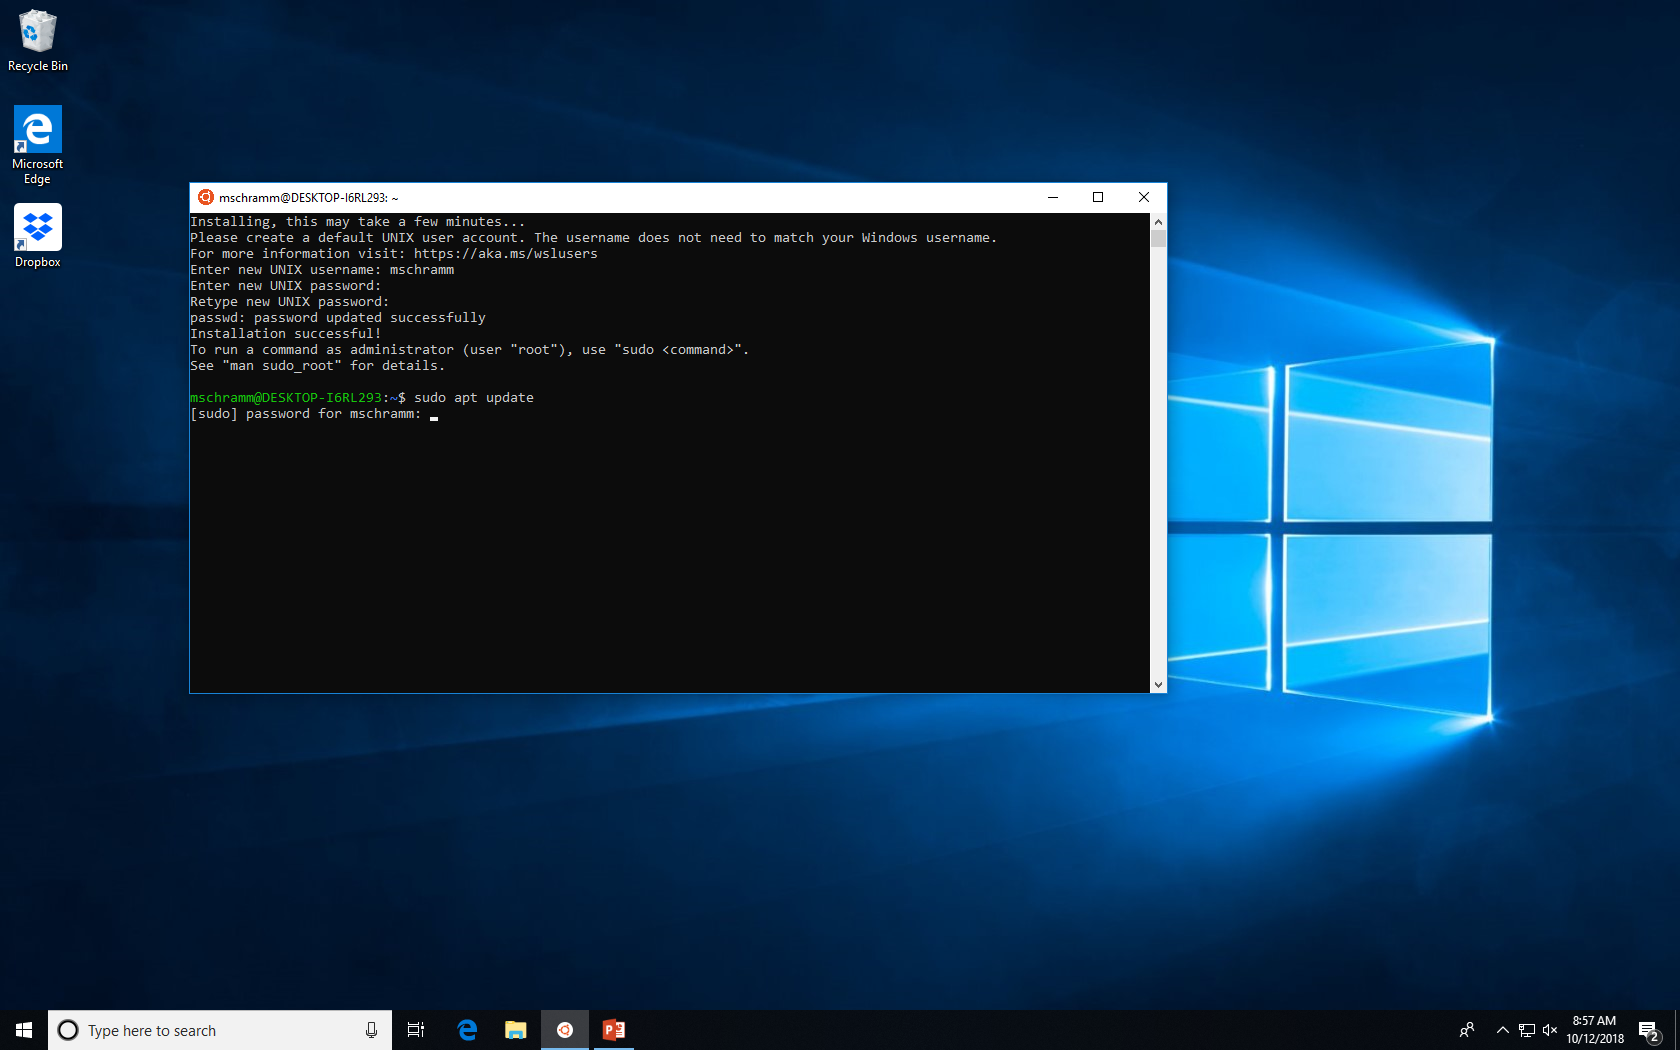 Recycle Bin
Microsoft
Edge
Dropbox
mschramm@DESKTOP-I6RL293: ~
Installing, this may take a few minutes...
Please create a default UNIX user account. The username does not need to match your Windows username.
For more information visit: https://aka.ms/wslusers
Enter new UNIX username: mschramm
Enter new UNIX password:
Retype new UNIX password:
passwd: password updated successfully
Installation successful!
To run a command as administrator (user "root"), use "sudo <command>".
See "man sudo_root" for details.
mschramm@DESKTOP-I6RL293:~$ sudo apt update
[sudo] password for mschramm:
Type here to search
8:57 AM
10/12/2018
2